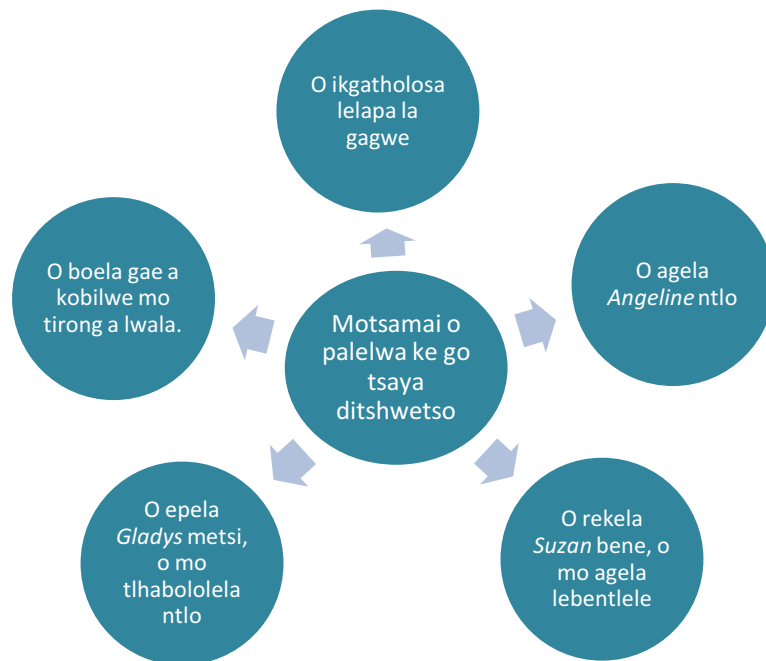 O ikgatholosa
lelapa la
gagwe
O agela
Angeline ntlo
O rekela
Suzan bene, o
mo agela
lebentlele
O epela
Gladys metsi,
o mo
tlhabololela
ntlo
O boela gae a
kobilwe mo
tirong a lwala.
Motsamai o
palelwa ke go
tsaya
ditshwetso